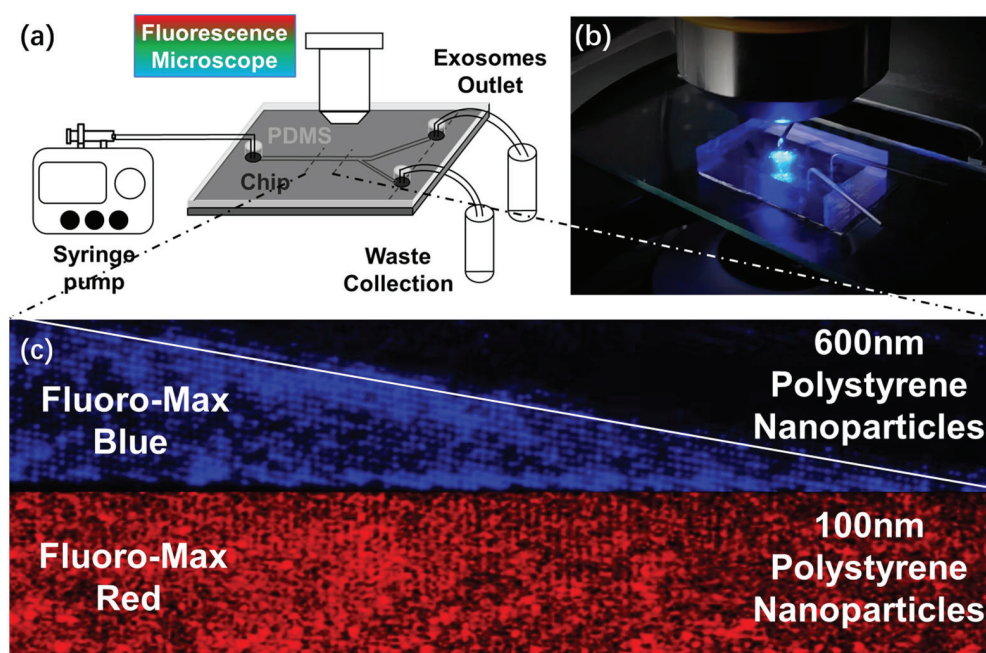 (a)
Fluorescence
Microscope
Exosomes
Outlet
PDMS
Chip
Syringe
pump
Waste
Collection
(b)
(c)
Fluoro-Max
Blue
600nm
Polystyrene
Nanoparticles
Fluoro-Max
Red
100nm
Polystyrene
Nanoparticles